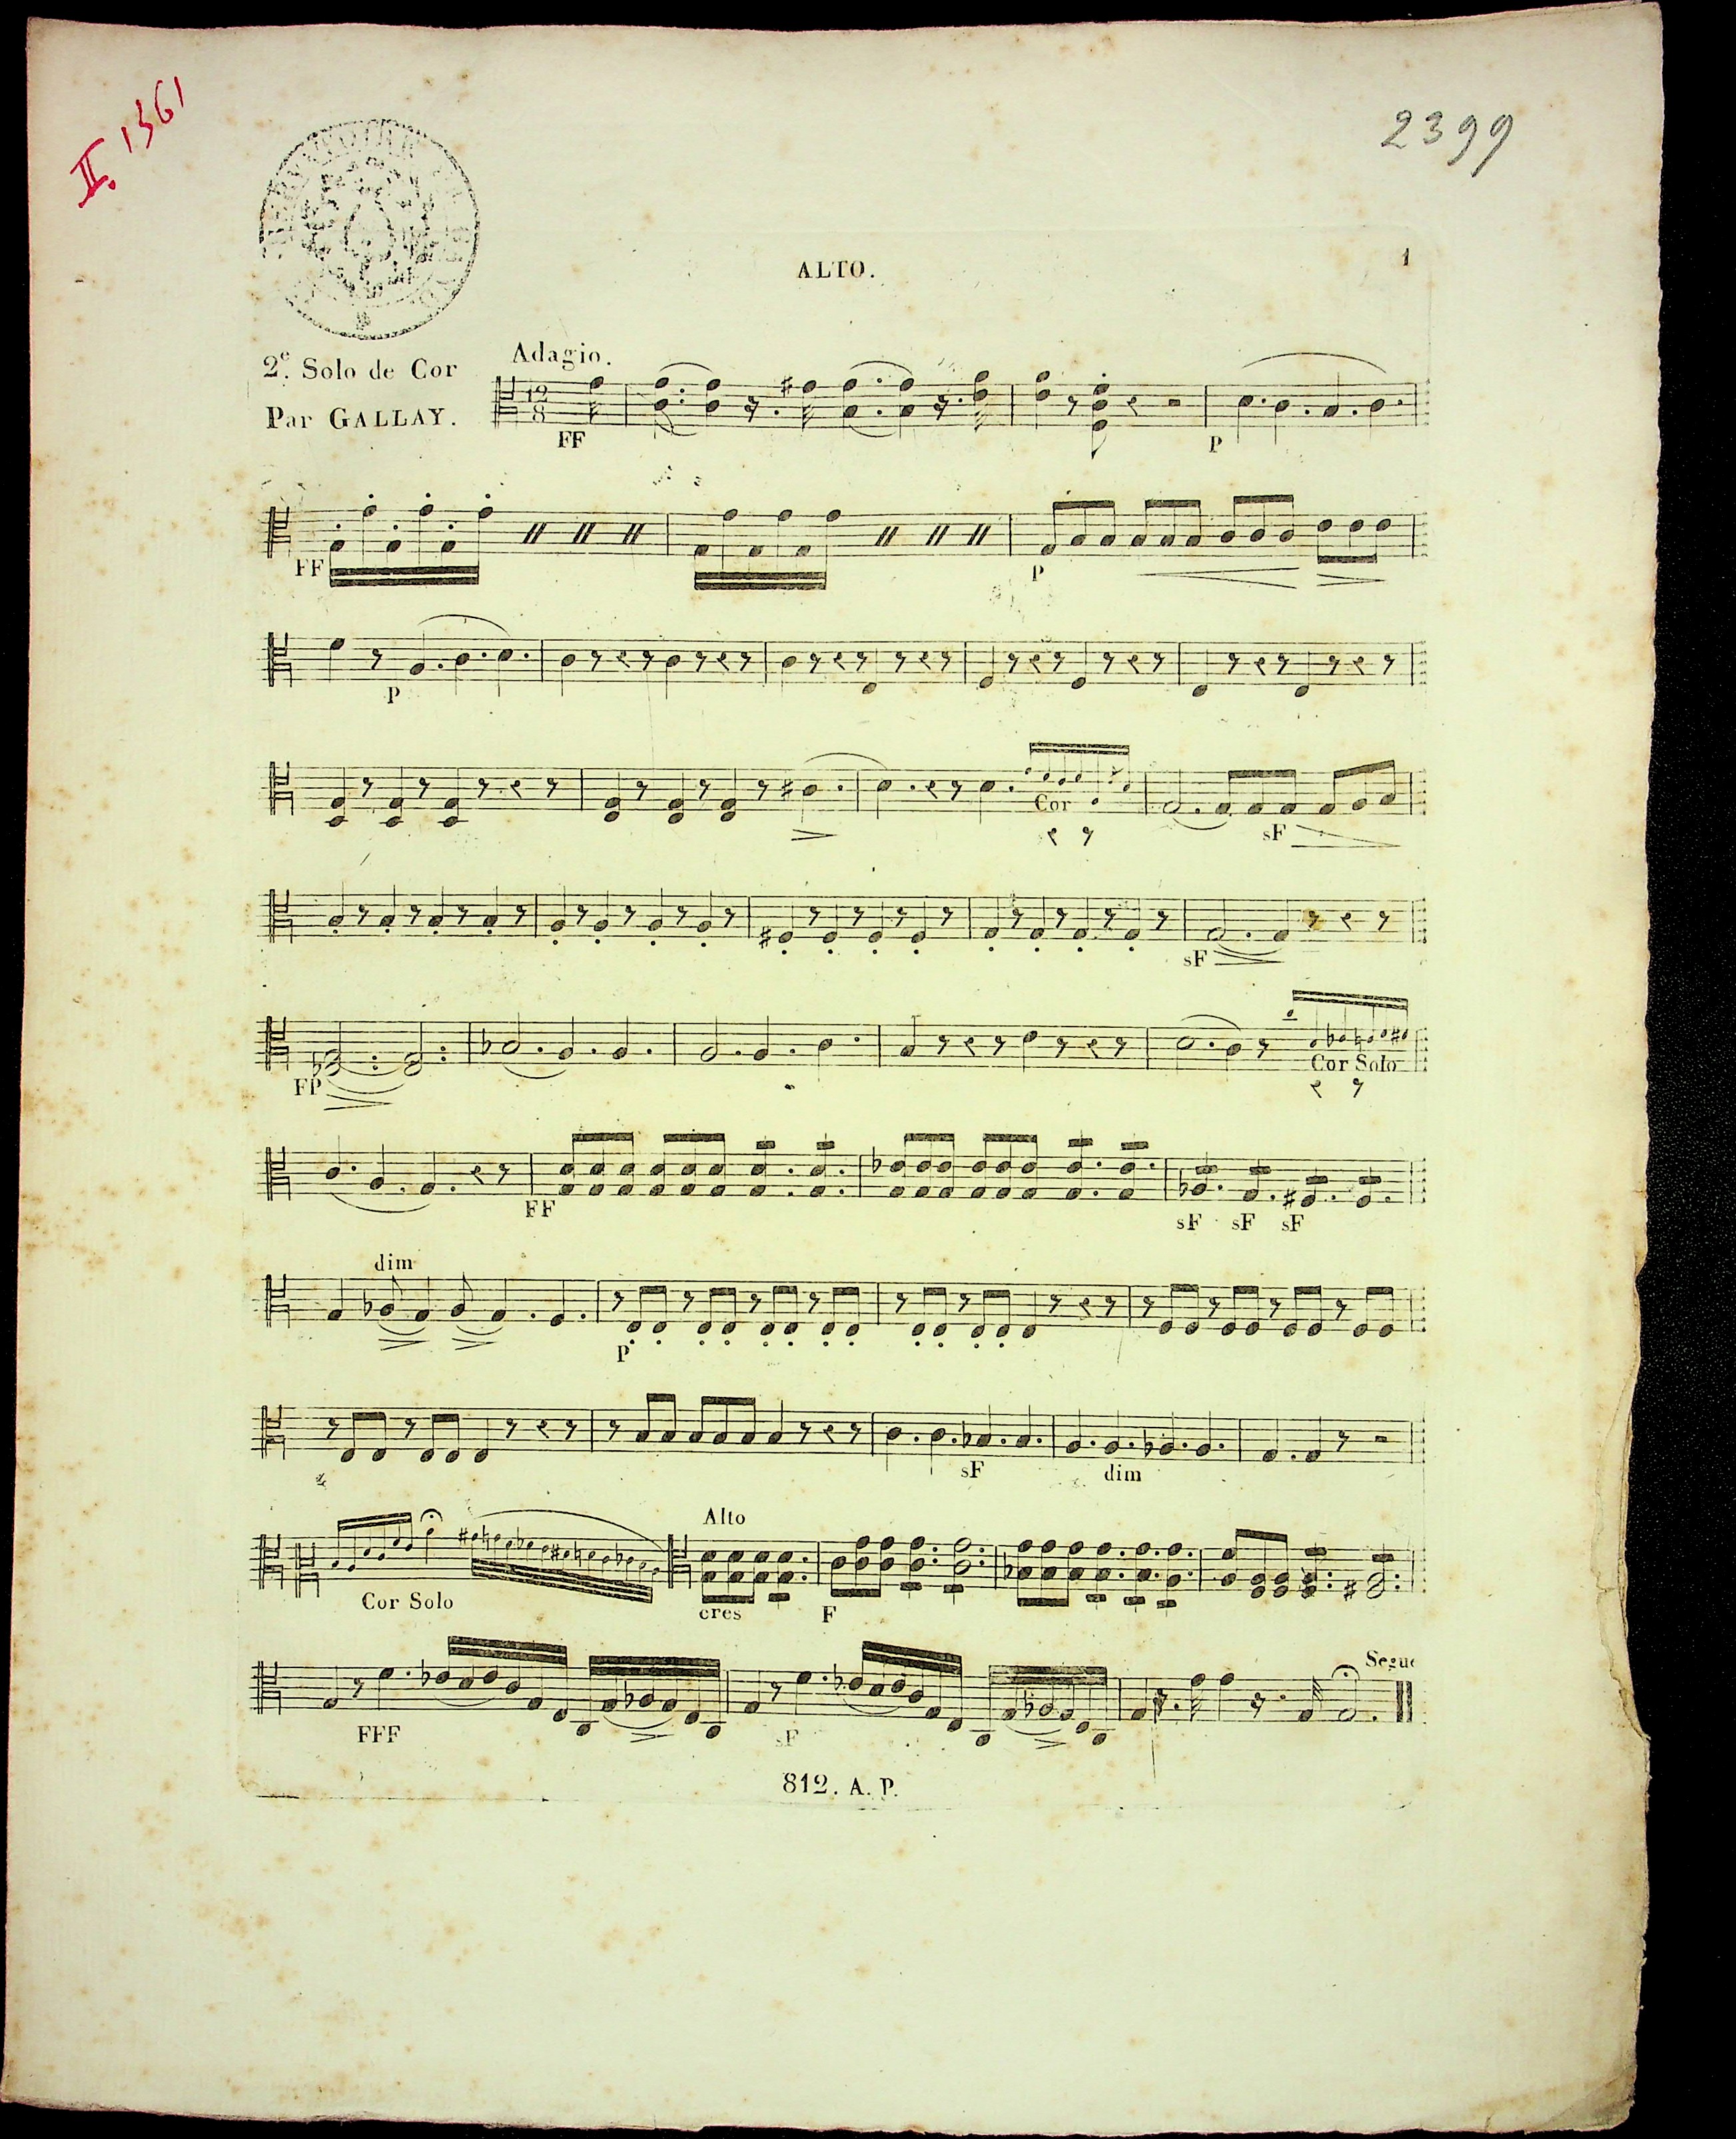 II. 1361
2399
ALTO.
1
2e. Solo de Cor
Par GALLAY.
Adagio.
12
8
FF
P
FF
P
P
Cor
sF
sF
FP
Cor Solo
FF
sF sF sF
dim
P
sF
dim
Alto
Cor Solo
cres
F
Segue
FFF
sF
812. A. P.